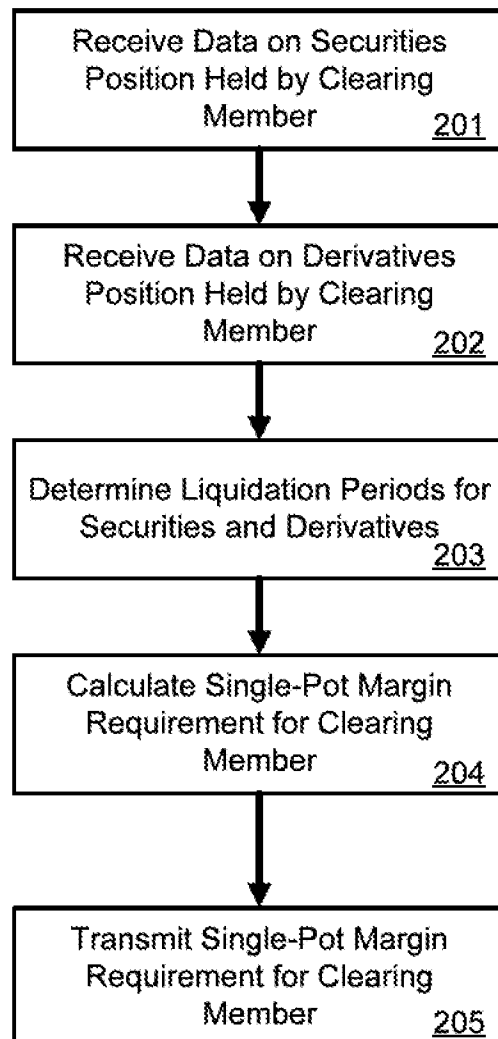 Receive Data on Securities
Position Held by Clearing
Member
201
Receive Data on Derivatives
Position Held by Clearing
Member
202
Determine Liquidation Periods for
Securities and Derivatives
203
Calculate Single-Pot Margin
Requirement for Clearing
Member
204
Transmit Single-Pot Margin
Requirement for Clearing
Member
205